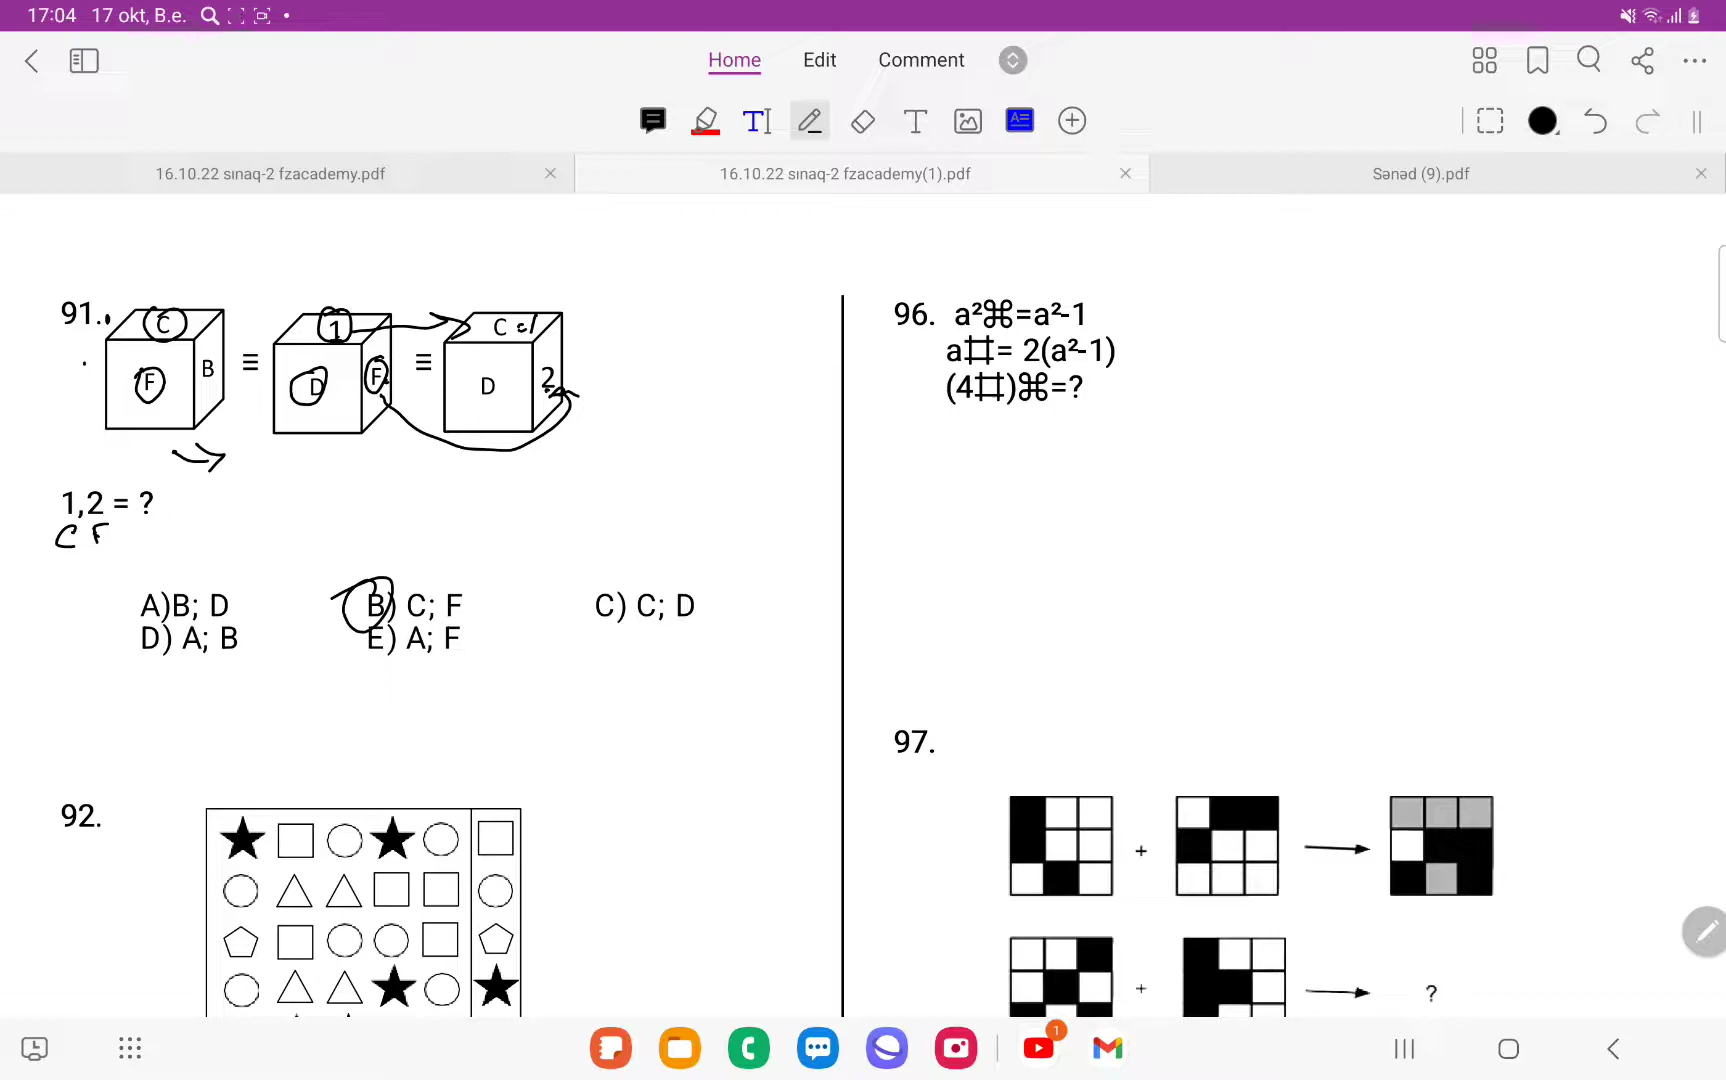 17:04 17 okt, B.e.
Home Edit Comment
16.10.22 sınaq-2 fzacademy.pdf
16.10.22 sınaq-2 fzacademy(1).pdf
Sənəd (9).pdf
91.
C
F
B
≡
1
D
F
≡
C
D
2
1,2 = ?
C F
A)B; D B) C; F C) C; D
D) A; B E) A; F
92.
96. a²⌘=a²-1
a⌗= 2(a²-1)
(4⌗)⌘=?
97.
+
+ ?
1